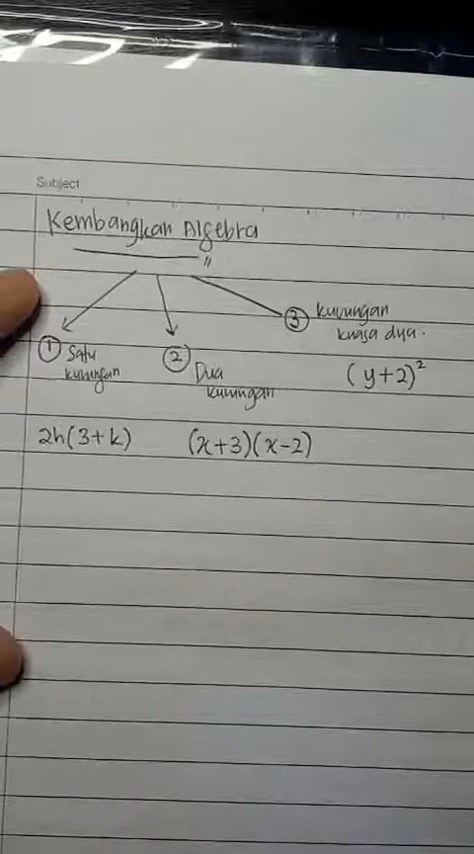 Subject
Kembangkan Algebra
① Satu
kurungan
② Dua
kurungan
③ kurungan
kuasa dua.
2h(3+k)
(x+3)(x-2)
(y+2)²